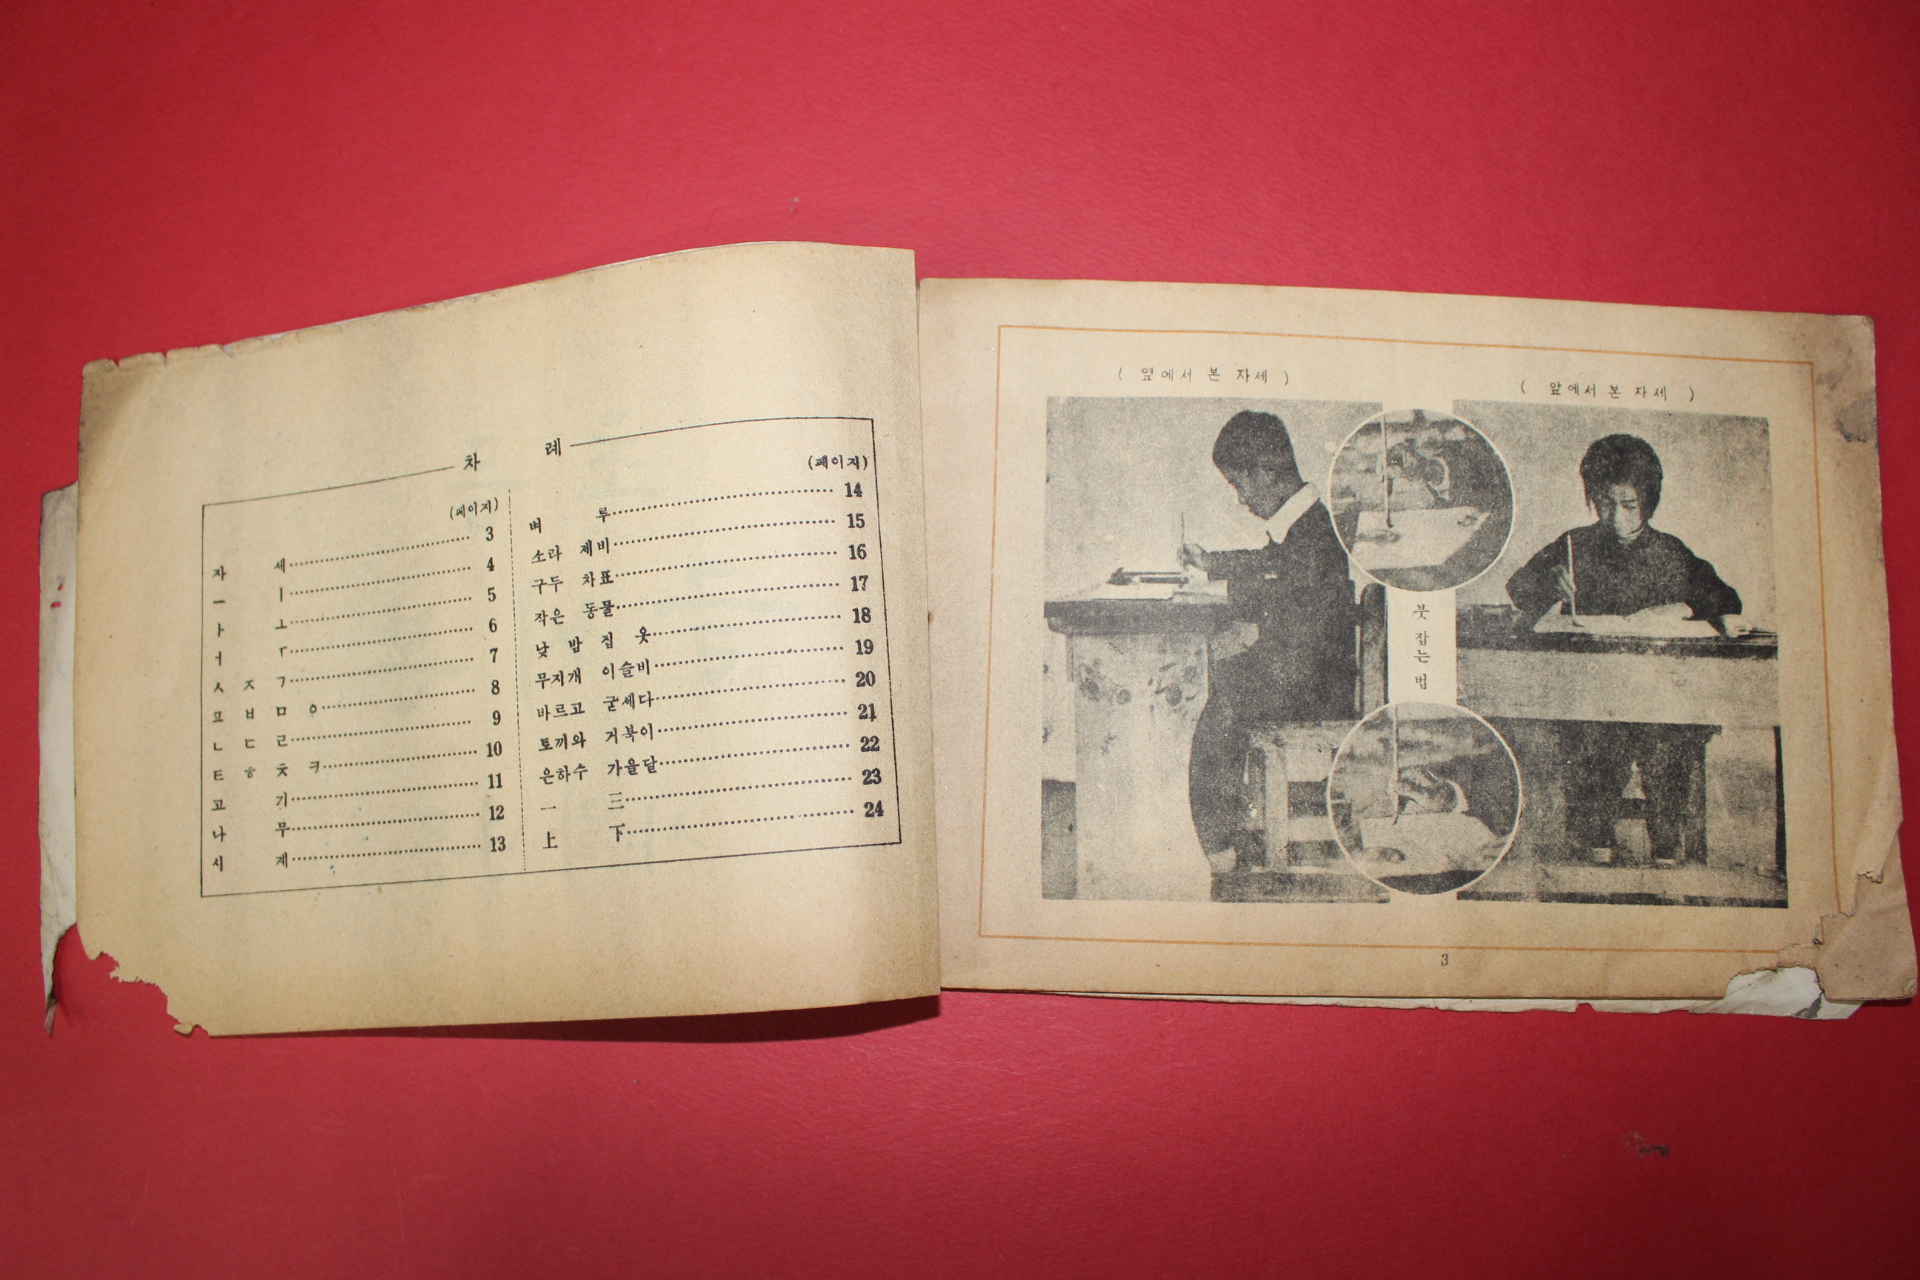 차 례
(페이지)
자 세 3
ㅡ ㅣ 4
ㅏ ㅗ 5
ㅓ ㅜ 6
ㅅ ㅈ ㄱ 7
ㅍ ㅂ ㅁ ㅇ 8
ㄴ ㄷ ㄹ 9
ㅌ ㅎ ㅊ ㅋ 10
고 기 11
나 무 12
시 계 13
(페이지)
벼 루 14
소라 제비 15
구두 차표 16
작은 동물 17
낮 밥 집 옷 18
무지개 이슬비 19
바르고 굳세다 20
토끼와 거북이 21
은하수 가을달 22
一 三 23
上 下 24
( 옆에서 본 자세 )
( 앞에서 본 자세 )
붓 잡는 법
3